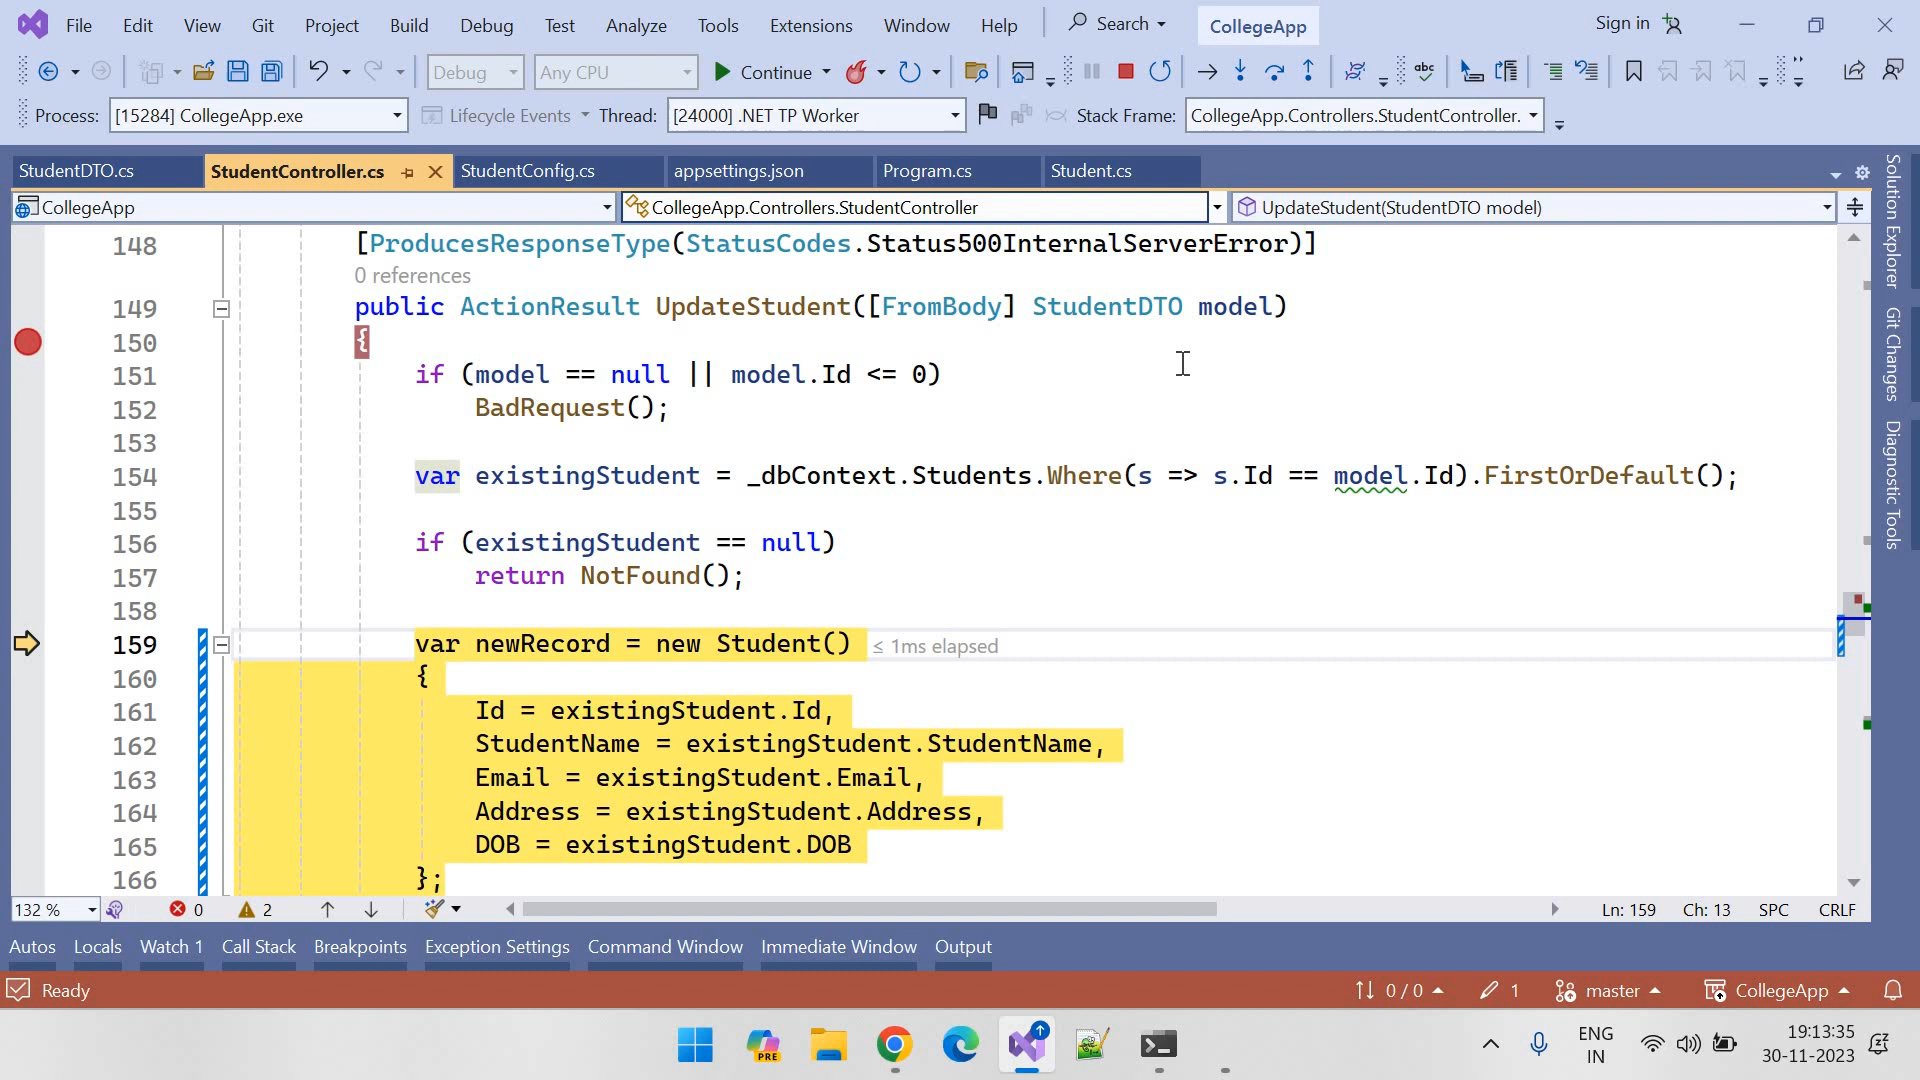 File Edit View Git Project Build Debug Test Analyze Tools Extensions Window Help Search CollegeApp Sign in
Debug Any CPU Continue
Process: [15284] CollegeApp.exe Lifecycle Events Thread: [24000] .NET TP Worker Stack Frame: CollegeApp.Controllers.StudentController.
StudentDTO.cs StudentController.cs StudentConfig.cs appsettings.json Program.cs Student.cs
CollegeApp CollegeApp.Controllers.StudentController UpdateStudent(StudentDTO model)
148 [ProducesResponseType(StatusCodes.Status500InternalServerError)]
0 references
149 public ActionResult UpdateStudent([FromBody] StudentDTO model)
150 {
151 if (model == null || model.Id <= 0)
152 BadRequest();
153
154 var existingStudent = _dbContext.Students.Where(s => s.Id == model.Id).FirstOrDefault();
155
156 if (existingStudent == null)
157 return NotFound();
158
159 var newRecord = new Student() ≤ 1ms elapsed
160 {
161 Id = existingStudent.Id,
162 StudentName = existingStudent.StudentName,
163 Email = existingStudent.Email,
164 Address = existingStudent.Address,
165 DOB = existingStudent.DOB
166 };
132 % 0 2 Ln: 159 Ch: 13 SPC CRLF
Autos Locals Watch 1 Call Stack Breakpoints Exception Settings Command Window Immediate Window Output
Ready 0 / 0 1 master CollegeApp
Solution Explorer
Git Changes
Diagnostic Tools
abc
PRE
ENG
IN
19:13:35
30-11-2023